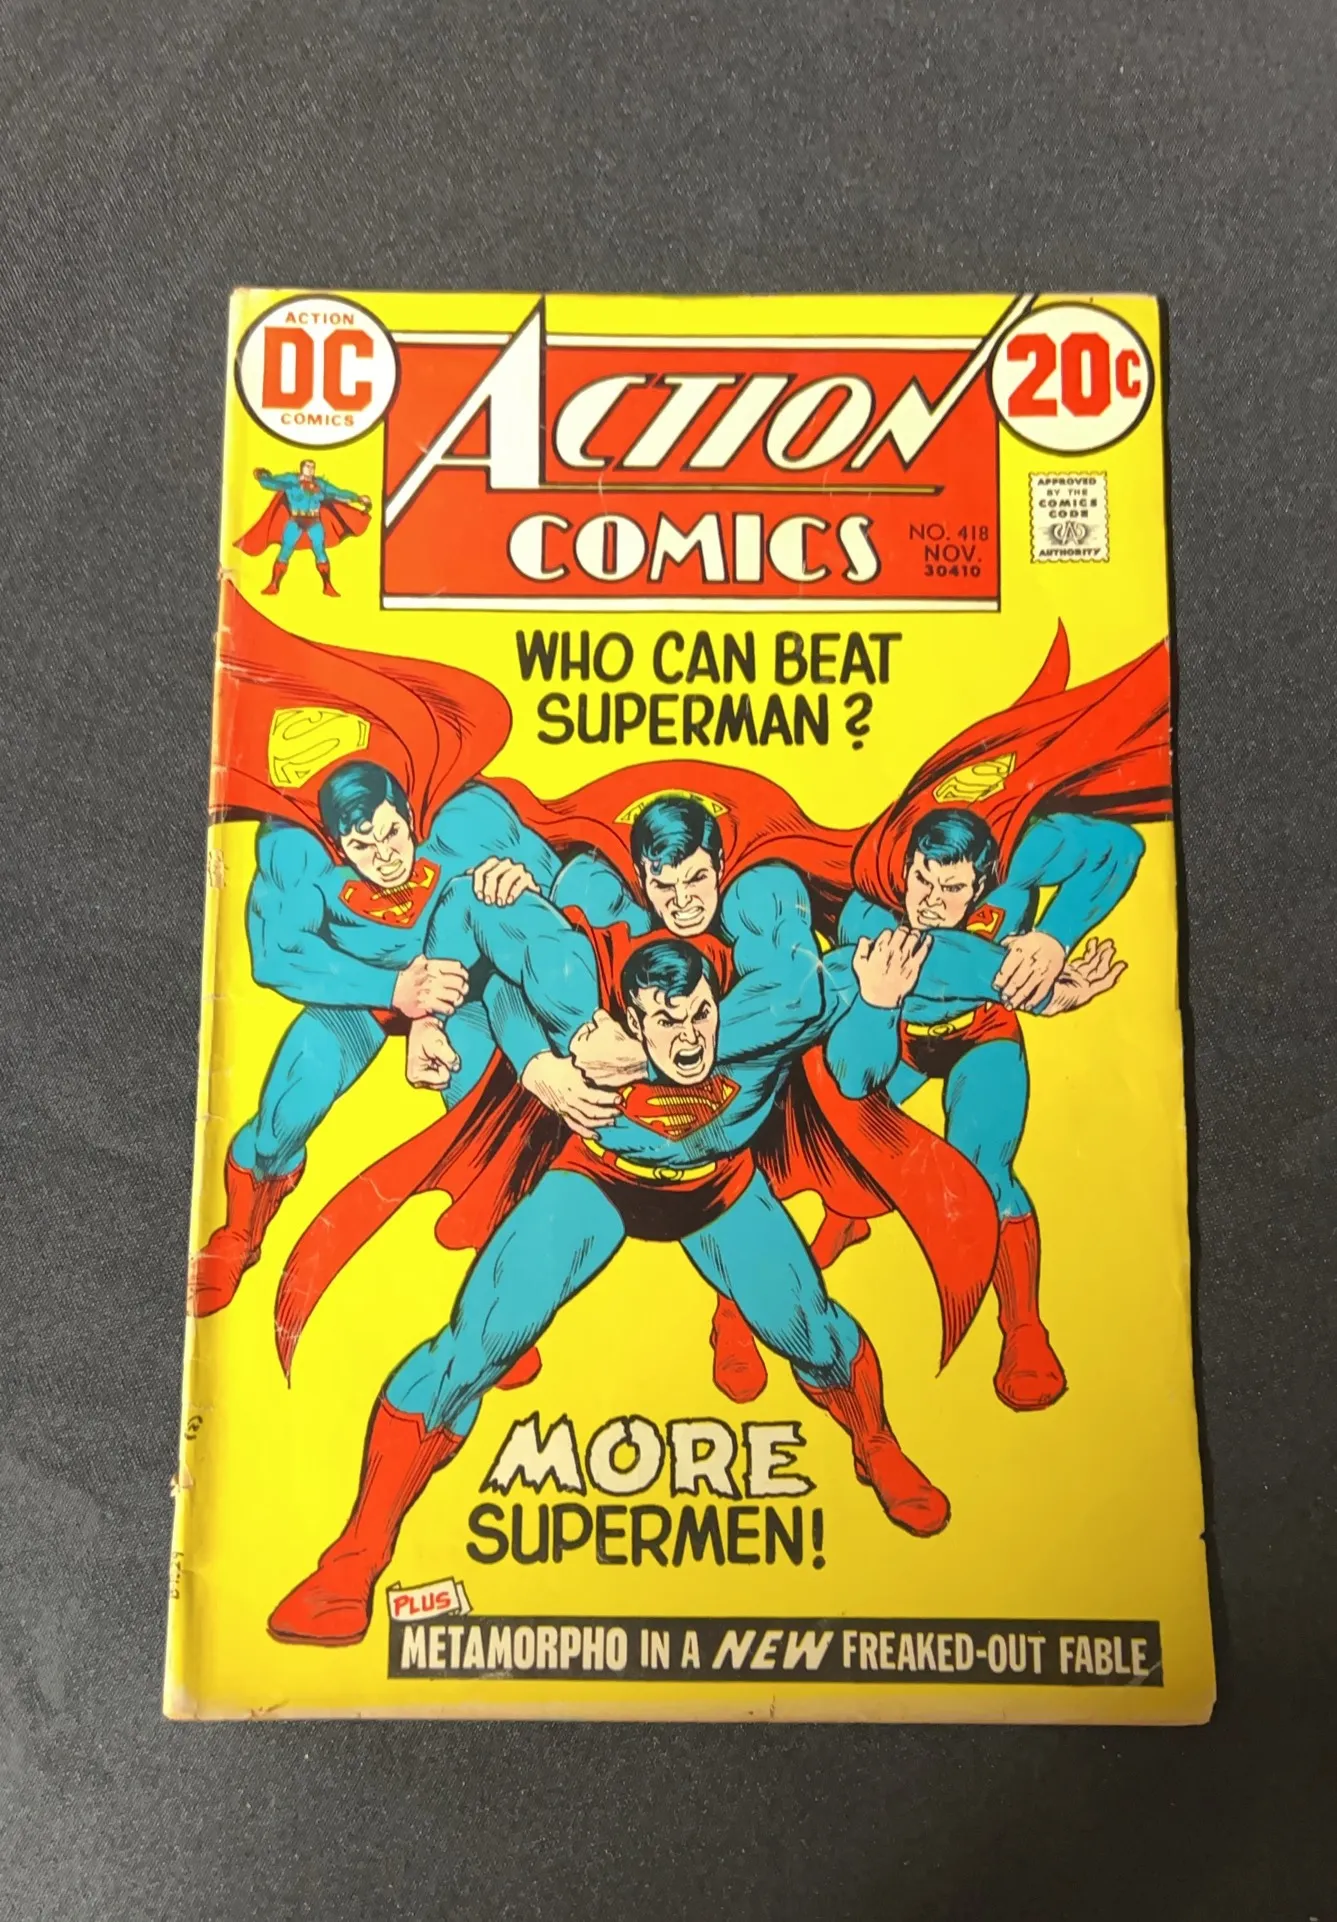 ACTION
DC
COMICS
ACTION
COMICS
20¢
NO. 418
NOV.
30410
APPROVED
BY THE
COMICS
CODE
AUTHORITY
WHO CAN BEAT
SUPERMAN?
MORE
SUPERMEN!
PLUS
METAMORPHO IN A NEW FREAKED-OUT FABLE